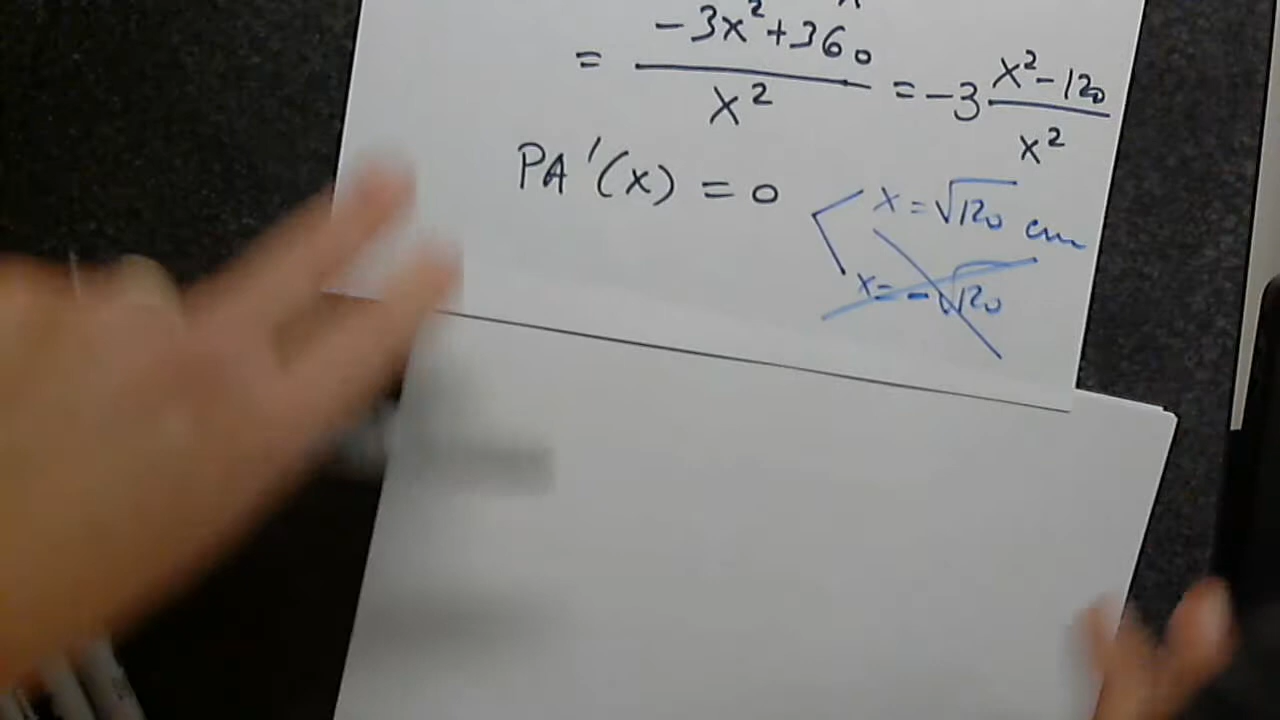 = (-3x²+360)/x² = -3 (x²-120)/x²
PA'(x) = 0
x = √120 cm
x = -√120